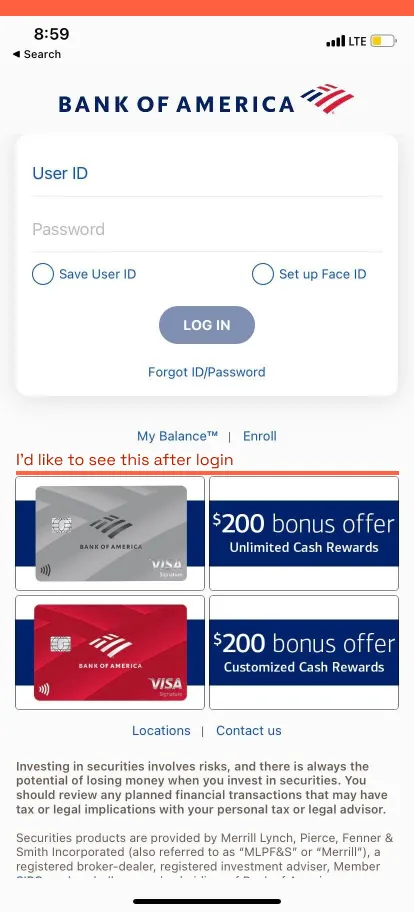 8:59
LTE
◀ Search
BANK OF AMERICA
User ID
Password
Save User ID
Set up Face ID
LOG IN
Forgot ID/Password
My Balance™ | Enroll
I'd like to see this after login
BANK OF AMERICA
VISA
Signature
$200 bonus offer
Unlimited Cash Rewards
BANK OF AMERICA
VISA
Signature
$200 bonus offer
Customized Cash Rewards
Locations | Contact us
Investing in securities involves risks, and there is always the
potential of losing money when you invest in securities. You
should review any planned financial transactions that may have
tax or legal implications with your personal tax or legal advisor.
Securities products are provided by Merrill Lynch, Pierce, Fenner &
Smith Incorporated (also referred to as “MLPF&S” or “Merrill”), a
registered broker-dealer, registered investment adviser, Member